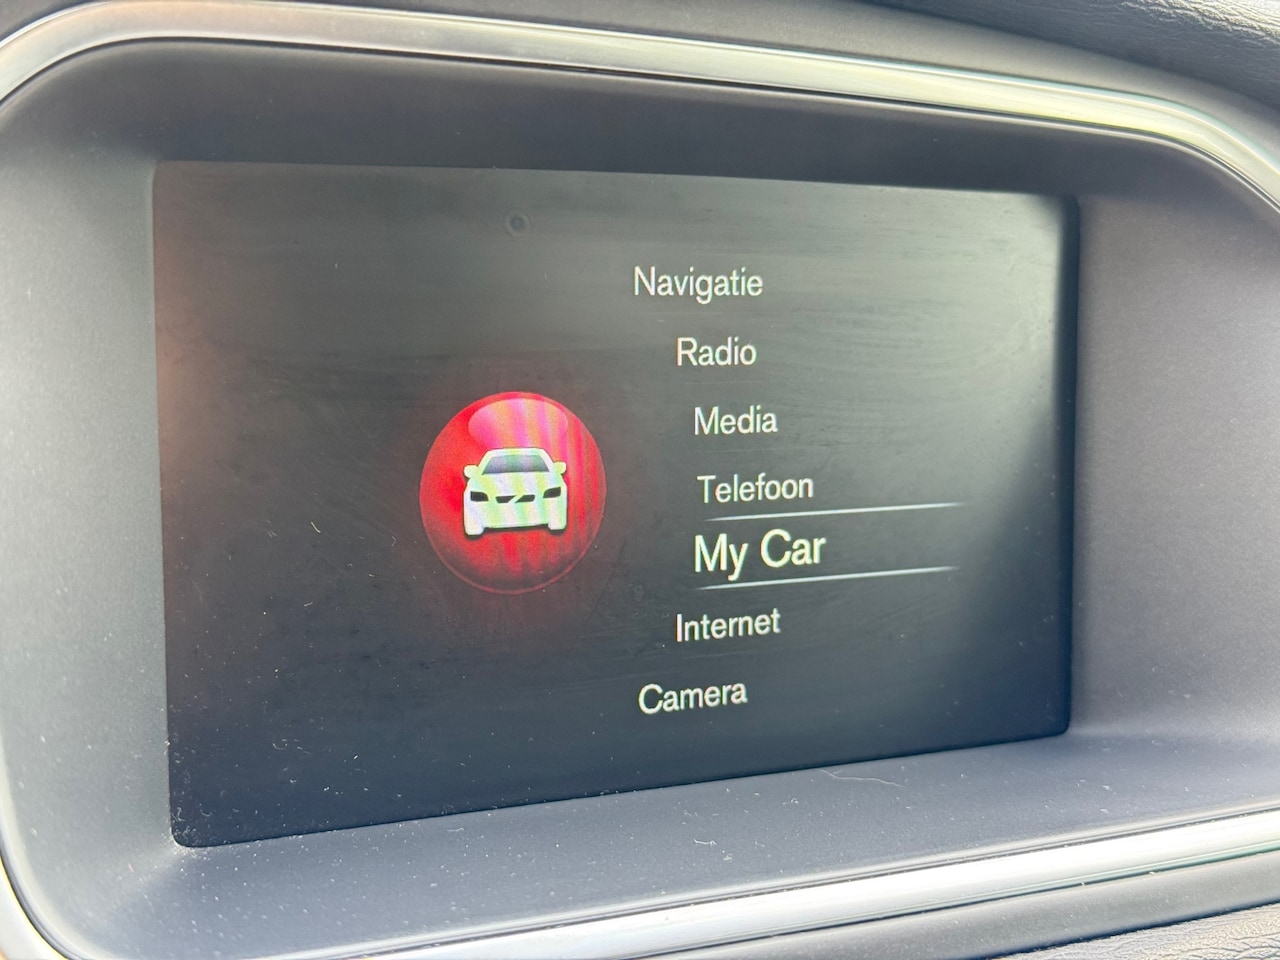 Navigatie
Radio
Media
Telefoon
My Car
Internet
Camera